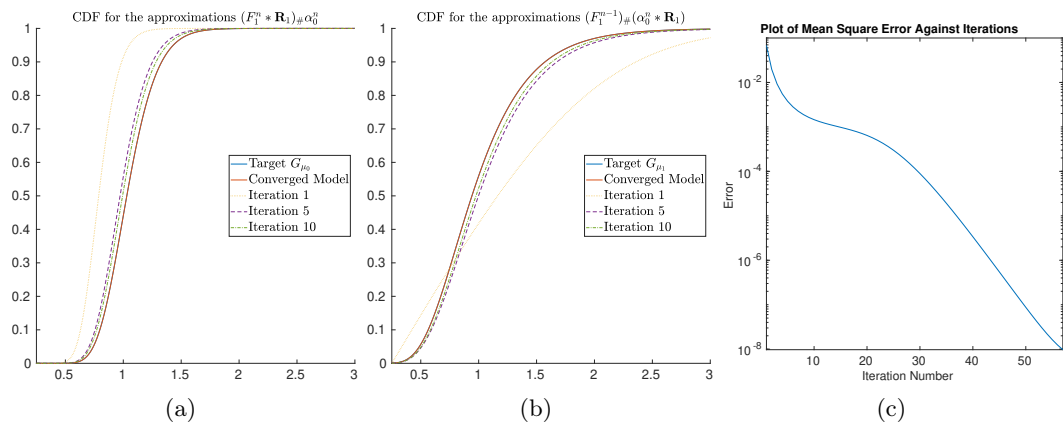 CDF for the approximations $(F_1^n * \mathbf{R}_1)_\# \alpha_0^n$
1
0.9
0.8
0.7
0.6
0.5
0.4
0.3
0.2
0.1
0
0.5 1 1.5 2 2.5 3
Target $G_{\mu_0}$
Converged Model
Iteration 1
Iteration 5
Iteration 10
(a)
CDF for the approximations $(F_1^{n-1})_\# (\alpha_0^n * \mathbf{R}_1)$
1
0.9
0.8
0.7
0.6
0.5
0.4
0.3
0.2
0.1
0
0.5 1 1.5 2 2.5 3
Target $G_{\mu_1}$
Converged Model
Iteration 1
Iteration 5
Iteration 10
(b)
Plot of Mean Square Error Against Iterations
Error
$10^{-2}$
$10^{-4}$
$10^{-6}$
$10^{-8}$
10 20 30 40 50
Iteration Number
(c)